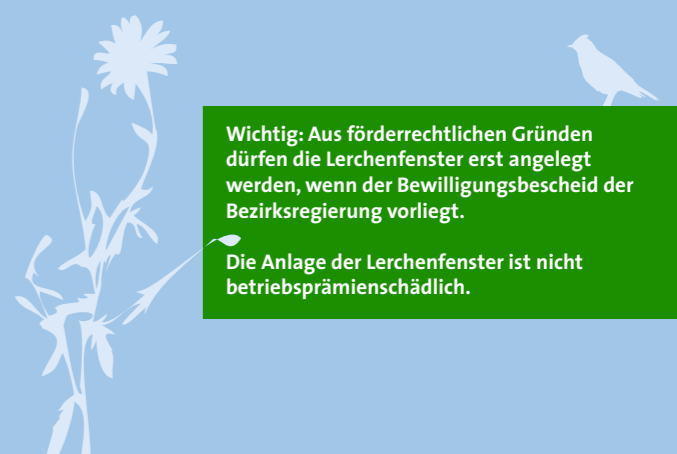 Wichtig: Aus förderrechtlichen Gründen
dürfen die Lerchenfenster erst angelegt
werden, wenn der Bewilligungsbescheid der
Bezirksregierung vorliegt.
Die Anlage der Lerchenfenster ist nicht
betriebsprämienschädlich.